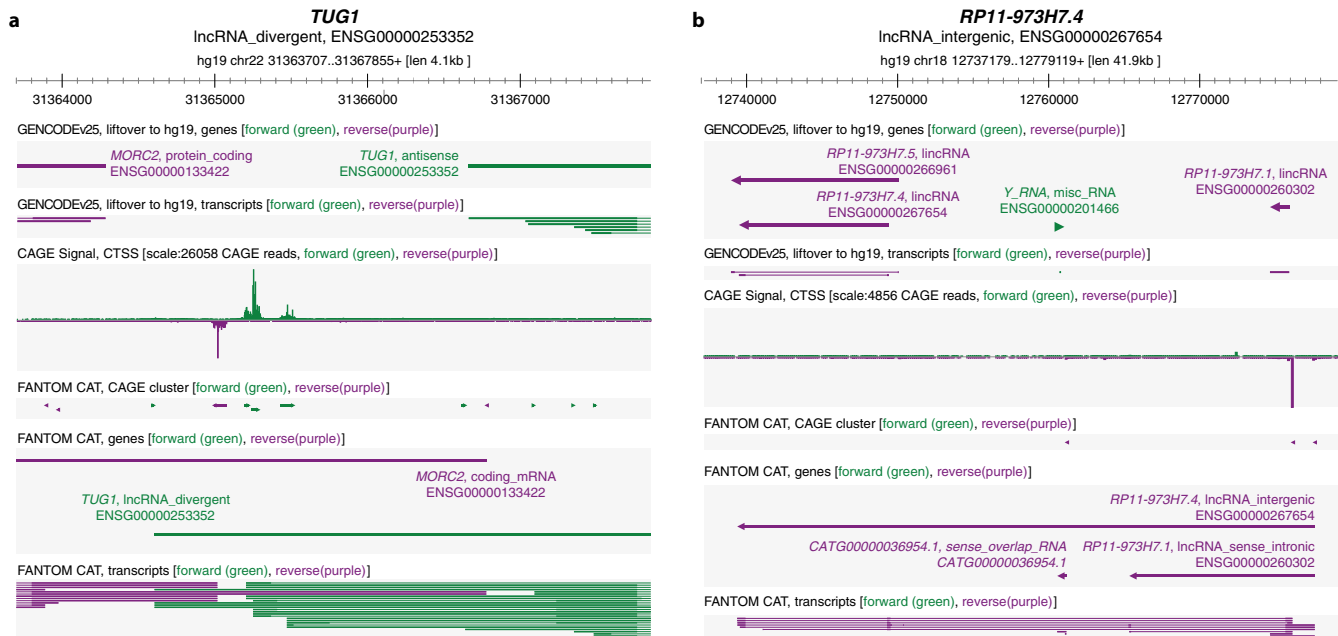 a
TUG1
lncRNA_divergent, ENSG00000253352
hg19 chr22 31363707..31367855+ [len 4.1kb ]
31364000 31365000 31366000 31367000
GENCODEv25, liftover to hg19, genes [forward (green), reverse(purple)]
MORC2, protein_coding
ENSG00000133422
TUG1, antisense
ENSG00000253352
GENCODEv25, liftover to hg19, transcripts [forward (green), reverse(purple)]
CAGE Signal, CTSS [scale:26058 CAGE reads, forward (green), reverse(purple)]
FANTOM CAT, CAGE cluster [forward (green), reverse(purple)]
FANTOM CAT, genes [forward (green), reverse(purple)]
MORC2, coding_mRNA
ENSG00000133422
TUG1, lncRNA_divergent
ENSG00000253352
FANTOM CAT, transcripts [forward (green), reverse(purple)]
b
RP11-973H7.4
lncRNA_intergenic, ENSG00000267654
hg19 chr18 12737179..12779119+ [len 41.9kb ]
12740000 12750000 12760000 12770000
GENCODEv25, liftover to hg19, genes [forward (green), reverse(purple)]
RP11-973H7.5, lincRNA
ENSG00000266961
RP11-973H7.4, lincRNA
ENSG00000267654
Y_RNA, misc_RNA
ENSG00000201466
RP11-973H7.1, lincRNA
ENSG00000260302
GENCODEv25, liftover to hg19, transcripts [forward (green), reverse(purple)]
CAGE Signal, CTSS [scale:4856 CAGE reads, forward (green), reverse(purple)]
FANTOM CAT, CAGE cluster [forward (green), reverse(purple)]
FANTOM CAT, genes [forward (green), reverse(purple)]
RP11-973H7.4, lncRNA_intergenic
ENSG00000267654
CATG00000036954.1, sense_overlap_RNA
CATG00000036954.1
RP11-973H7.1, lncRNA_sense_intronic
ENSG00000260302
FANTOM CAT, transcripts [forward (green), reverse(purple)]